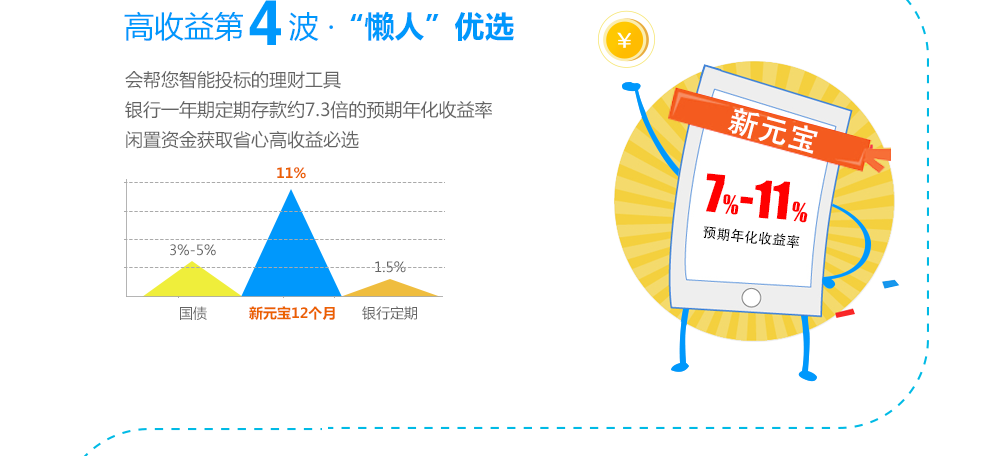 高收益第4波·“懒人”优选
会帮您智能投标的理财工具
银行一年期定期存款约7.3倍的预期年化收益率
闲置资金获取省心高收益必选
11%
3%-5%
1.5%
国债
新元宝12个月
银行定期
¥
新元宝
7%-11%
预期年化收益率